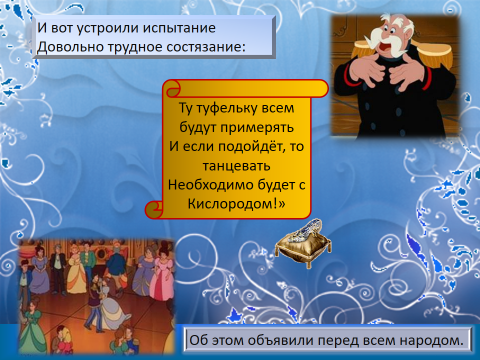 И вот устроили испытание
Довольно трудное состязание:
Ту туфельку всем
будут примерять
И если подойдёт, то
танцевать
Необходимо будет с
Кислородом!»
Об этом объявили перед всем народом.